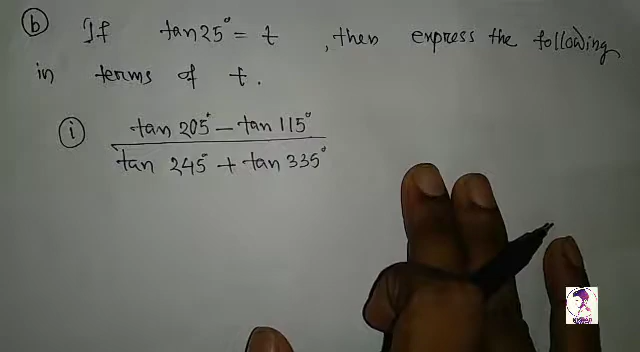 (b) If tan25° = t , then express the following
in terms of t.
(i) tan 205° – tan 115°
tan 245° + tan 335°